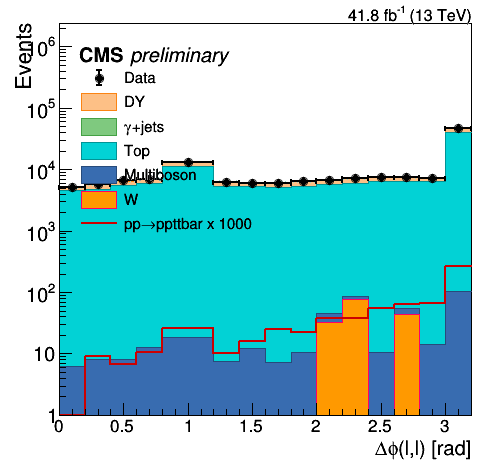 41.8 fb⁻¹ (13 TeV)
Events
CMS preliminary
Data
DY
γ+jets
Top
Multiboson
W
pp→ppttbar x 1000
10⁶
10⁵
10⁴
10³
10²
10
1
0 0.5 1 1.5 2 2.5 3
Δϕ(l,l) [rad]